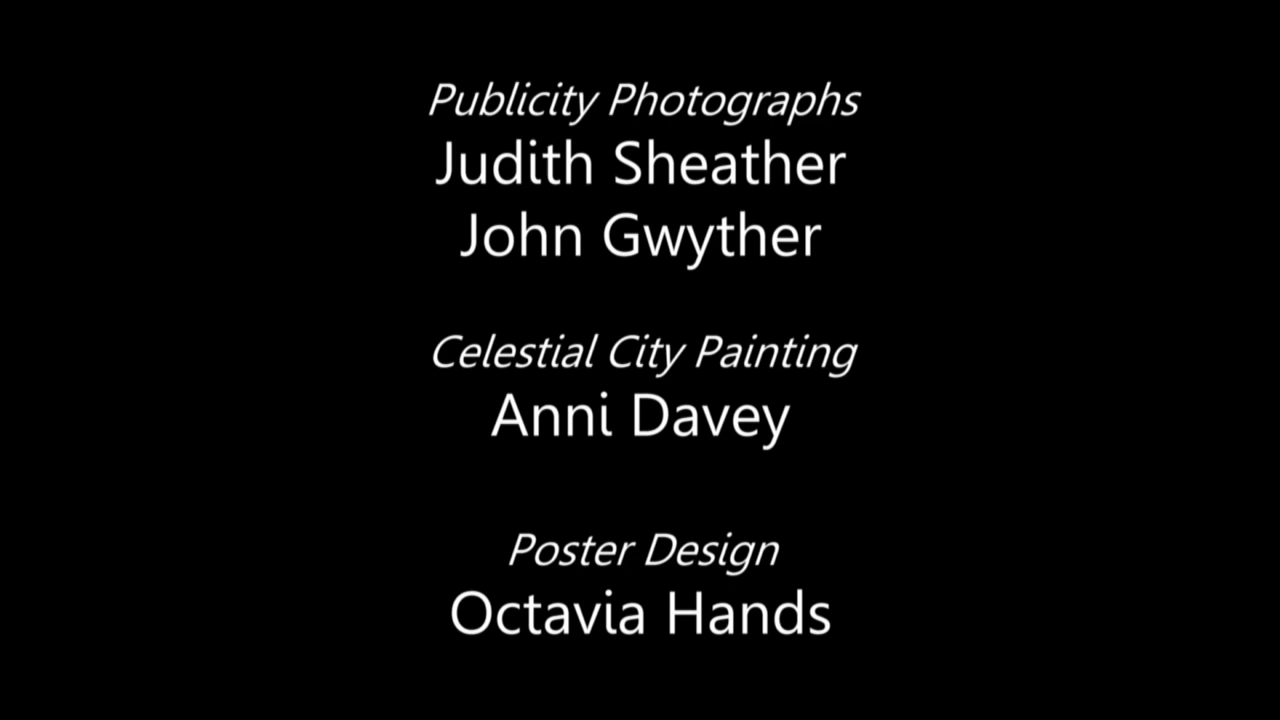 Publicity Photographs
Judith Sheather
John Gwyther
Celestial City Painting
Anni Davey
Poster Design
Octavia Hands